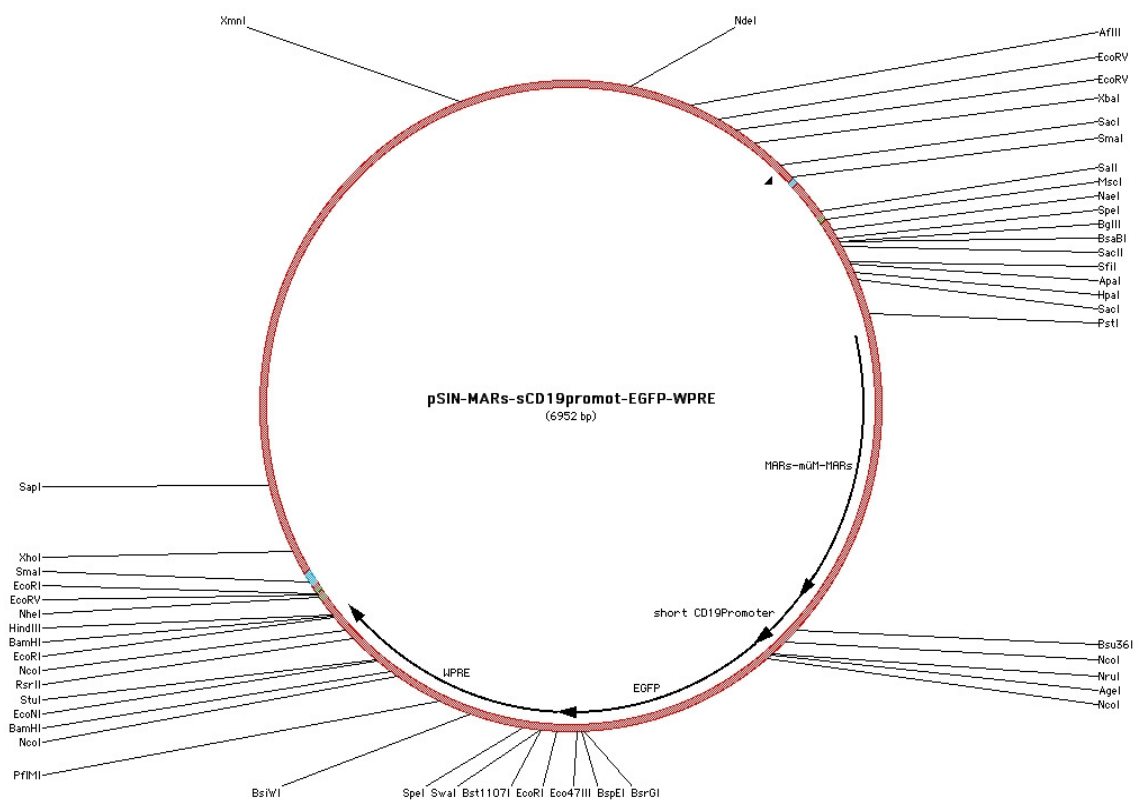 XmnI
NdeI
AflII
EcoRV
EcoRV
XbaI
SacI
SmaI
SalI
MscI
NaeI
SpeI
BglII
BsaBI
SacII
SfiI
ApaI
HpaI
SacI
PstI
pSIN-MARs-sCD19promot-EGFP-WPRE
(6952 bp)
MARs-müM-MARs
SapI
XhoI
SmaI
EcoRI
EcoRV
NheI
HindIII
BamHI
EcoRI
NcoI
RsrII
StuI
EcoNI
BamHI
NcoI
PflMI
short CD19Promoter
WPRE
EGFP
Bsu36I
NcoI
NruI
AgeI
NcoI
BsiWI
SpeI SwaI Bst1107I EcoRI Eco47III BspEI BsrGI